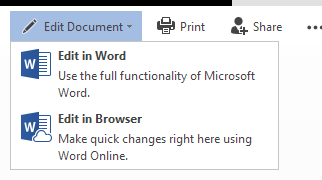 Edit Document Print Share
Edit in Word
Use the full functionality of Microsoft
Word.
Edit in Browser
Make quick changes right here using
Word Online.